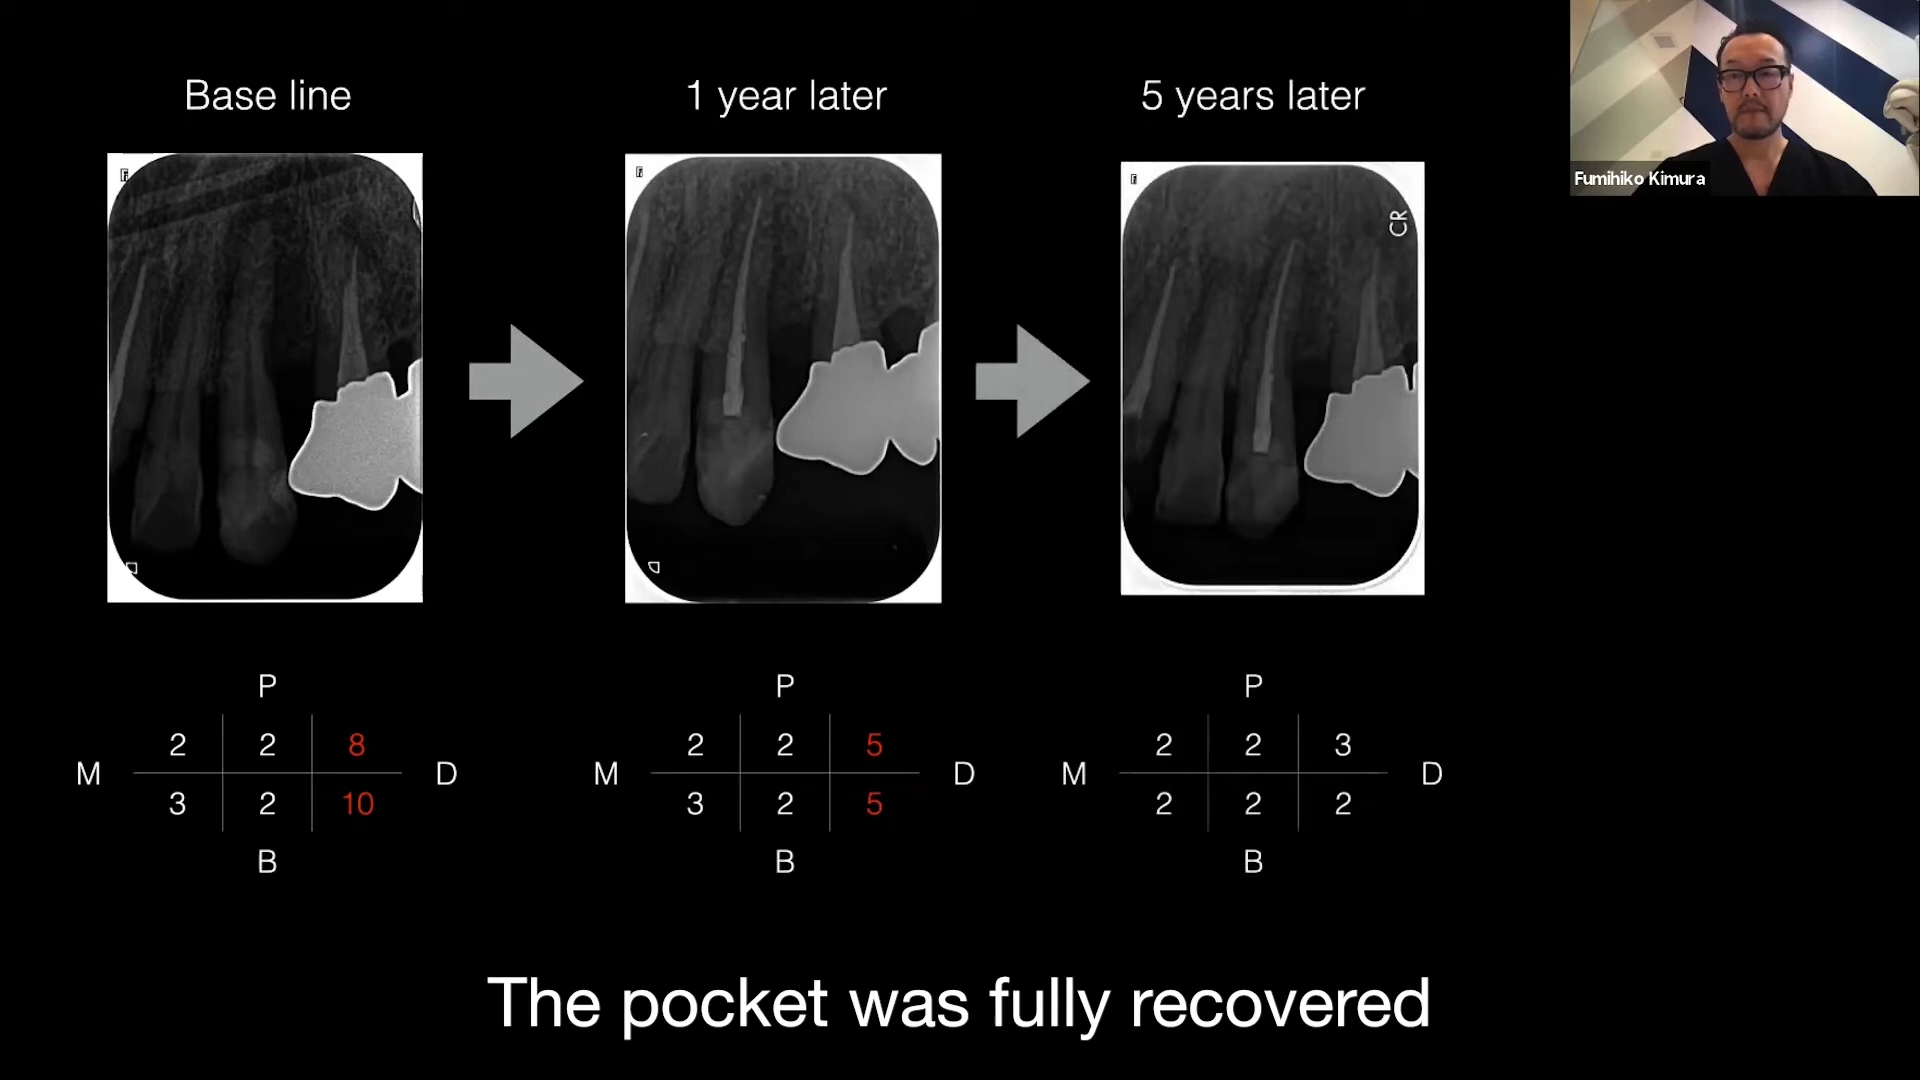 Base line
1 year later
5 years later
Fumihiko Kimura
CR
P
2 2 8
M D
3 2 10
B
P
2 2 5
M D
3 2 5
B
P
2 2 3
M D
2 2 2
B
The pocket was fully recovered